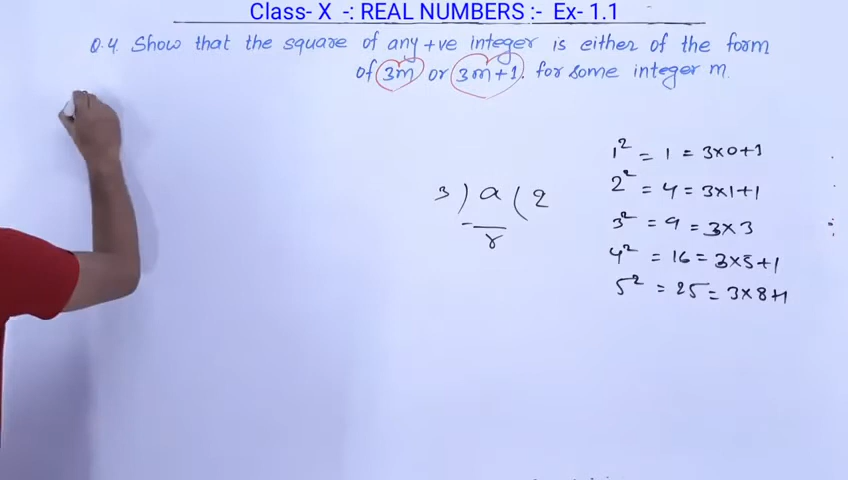 Class- X -: REAL NUMBERS :- Ex- 1.1
Q.4. Show that the square of any +ve integer is either of the form
of 3m or 3m+1. for some integer m.
3 ) a ( q
r
1² = 1 = 3×0+1
2² = 4 = 3×1+1
3² = 9 = 3×3
4² = 16 = 3×5+1
5² = 25 = 3×8+1